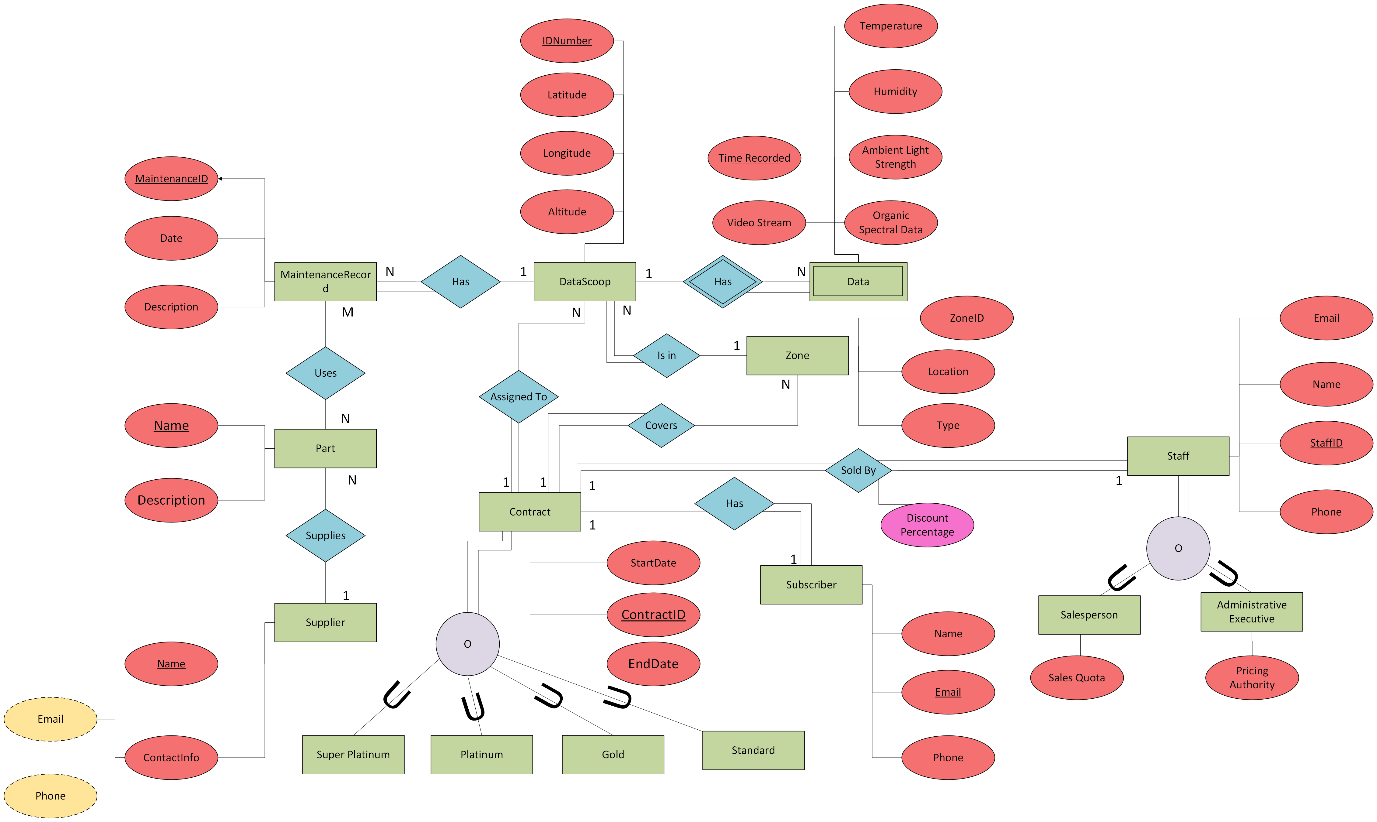 Temperature
IDNumber
Humidity
Latitude
Time Recorded
Ambient Light
Strength
Longitude
MaintenanceID
Altitude
Video Stream
Organic
Spectral Data
Date
N
1
1
N
MaintenanceRecor
d
Has
DataScoop
Has
Data
Description
M
N
N
ZoneID
Email
1
Is in
Zone
Uses
Location
N
Name
Assigned To
N
Name
Covers
Type
Part
StaffID
Staff
Sold By
N
1
1
1
1
Description
Contract
Has
Discount
Percentage
Phone
1
Supplies
O
1
StartDate
Subscriber
1
Supplier
ContractID
Salesperson
Administrative
Executive
Name
O
Name
EndDate
Sales Quota
Pricing
Authority
Email
Email
Super Platinum
Platinum
Gold
Standard
ContactInfo
Phone
Phone